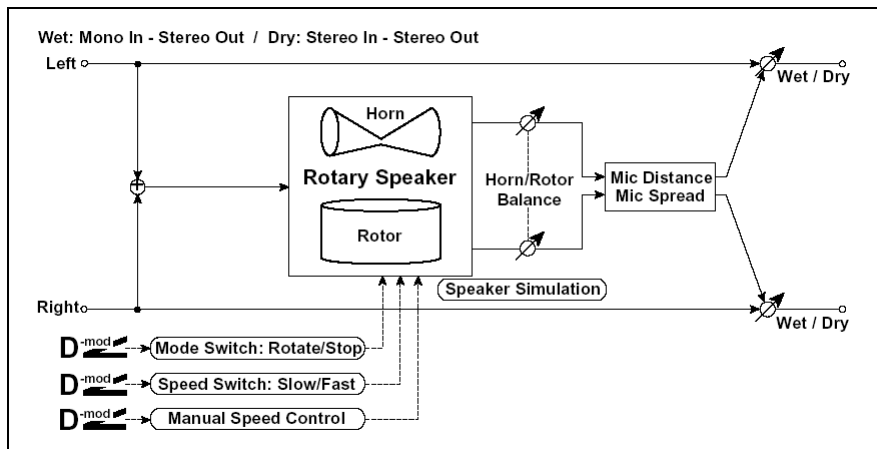 Wet: Mono In - Stereo Out / Dry: Stereo In - Stereo Out
Left
Wet / Dry
Horn
Rotary Speaker
Rotor
Horn/Rotor
Balance
Mic Distance
Mic Spread
Speaker Simulation
Right
Wet / Dry
D-mod
Mode Switch: Rotate/Stop
D-mod
Speed Switch: Slow/Fast
D-mod
Manual Speed Control